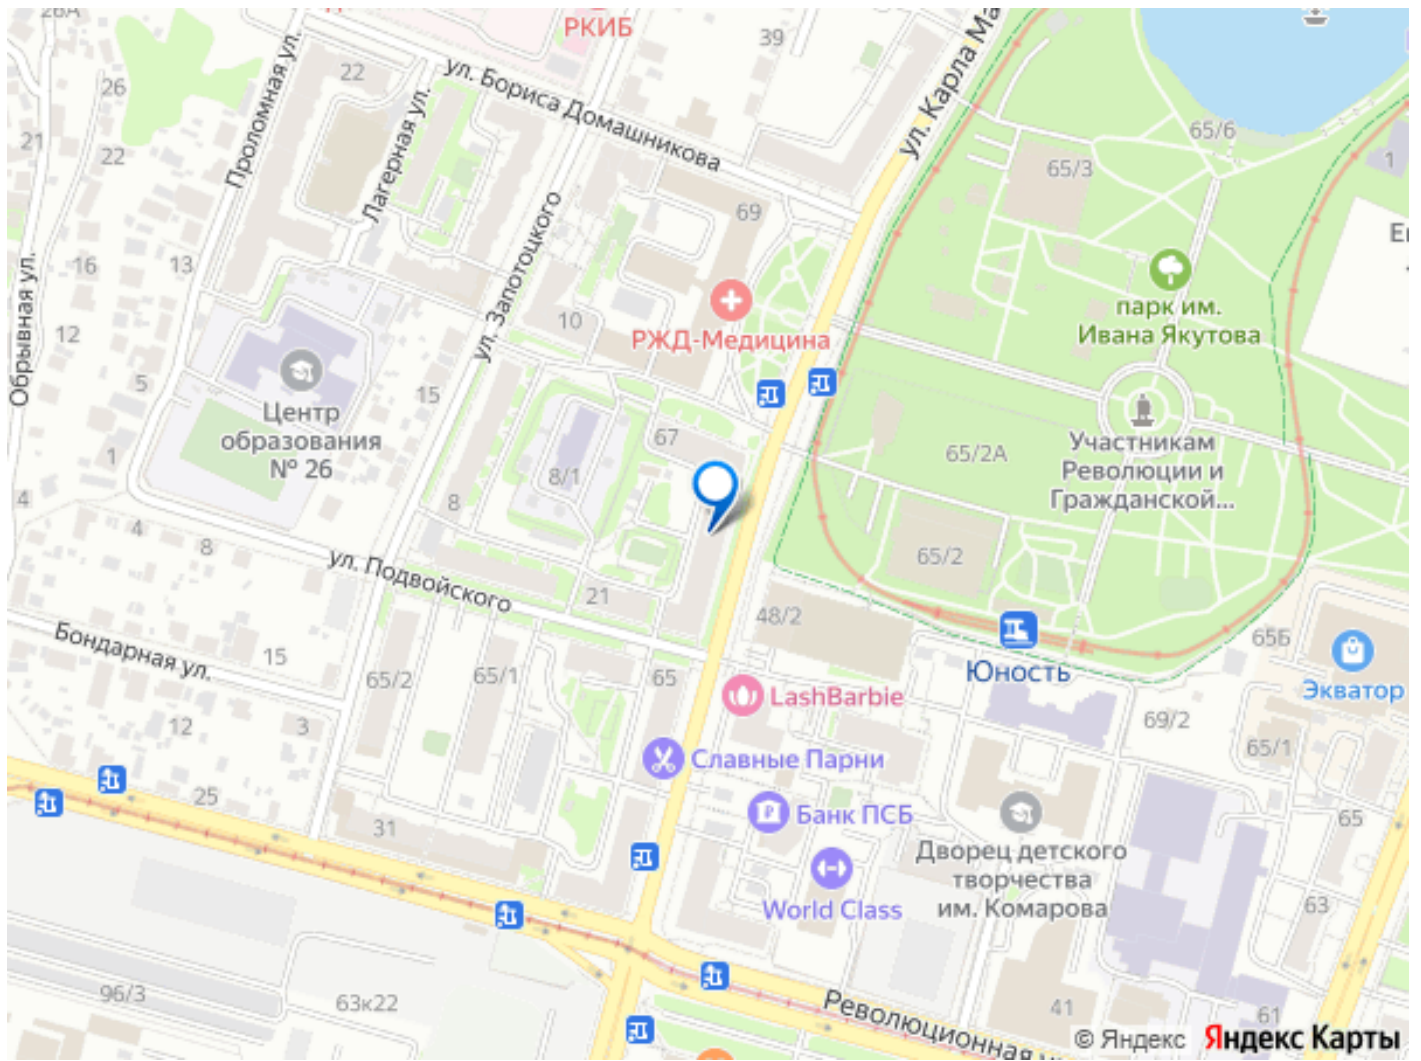 26А
РКИБ
39
ул. Карла Ма
Проломная ул.
22
ул. Бориса Домашникова
26
Лагерная ул.
21
22
65/6
65/3
1
69
ул. Запотоцкого
Обрывная ул.
16
13
парк им.
Ивана Якутова
10
РЖД-Медицина
12
5
15
Центр
образования
№ 26
67
Участникам
Революции и
Гражданской...
65/2А
1
8/1
4
8
4
8
65/2
ул. Подвойского
21
48/2
Юность
65Б
Экватор
Бондарная ул.
15
65/2
65/1
65
LashBarbie
69/2
12
3
65/1
Славные Парни
25
31
Банк ПСБ
65
Дворец детского
творчества
им. Комарова
World Class
63
96/3
63к22
41
61
Революционная
© Яндекс Яндекс Карты